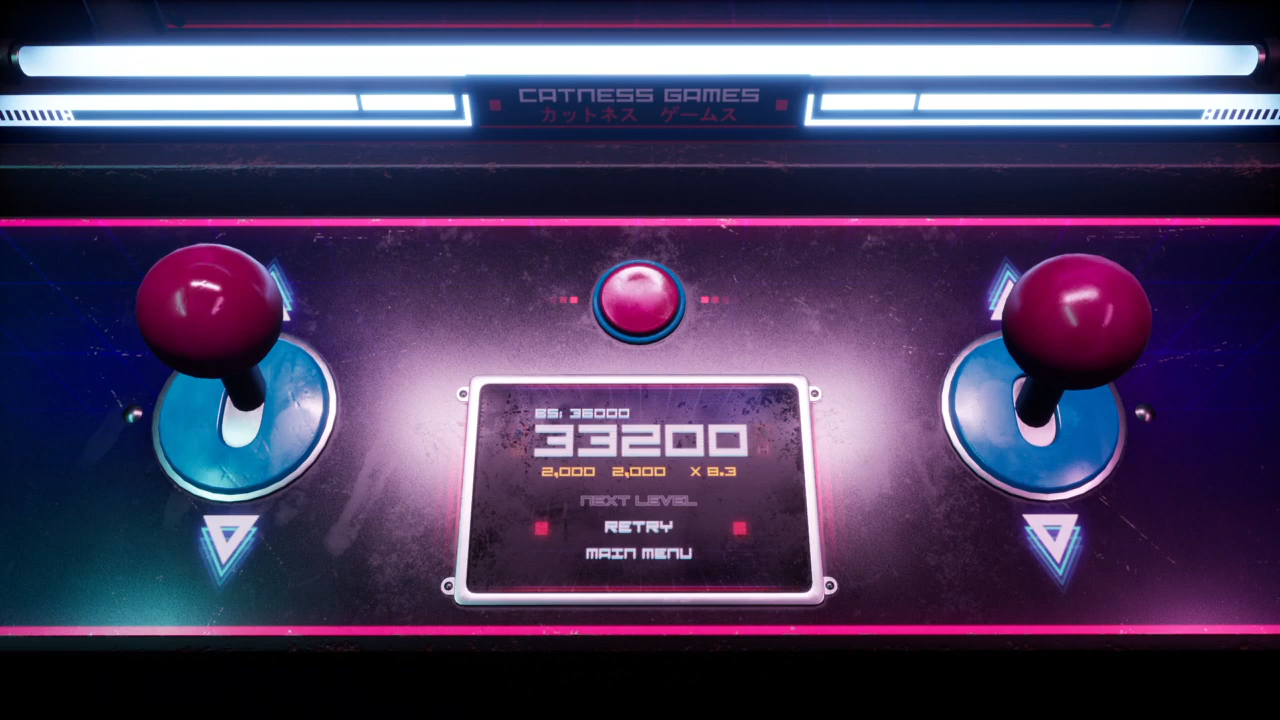 CATNESS GAMES
カットネス ゲームス
BS: 36000
33200
2,000 2,000 X 8.3
NEXT LEVEL
RETRY
MAIN MENU